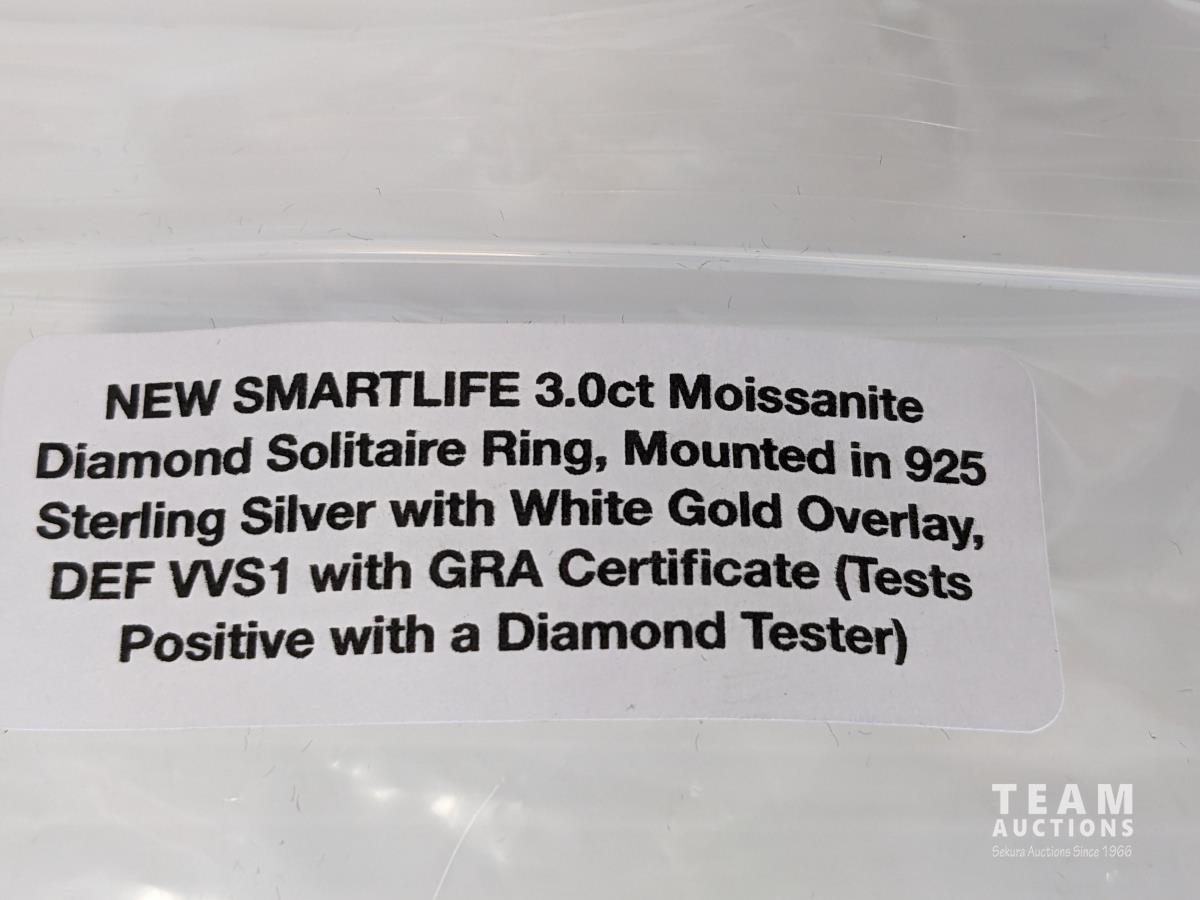 NEW SMARTLIFE 3.0ct Moissanite
Diamond Solitaire Ring, Mounted in 925
Sterling Silver with White Gold Overlay,
DEF VVS1 with GRA Certificate (Tests
Positive with a Diamond Tester)
TEAM
AUCTIONS
Sekura Auctions Since 1966